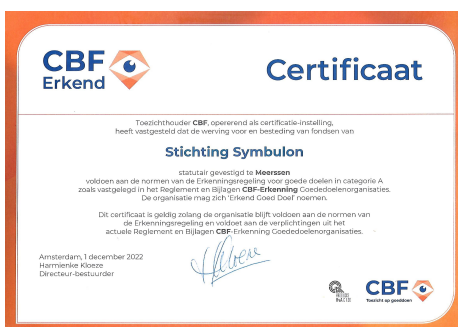 CBF
Erkend
Certificaat
Toezichthouder CBF, opererend als certificatie-instelling,
heeft vastgesteld dat de werving voor en besteding van fondsen van
Stichting Symbulon
statutair gevestigd te Meerssen
voldoen aan de normen van de Erkenningsregeling voor goede doelen in categorie A
zoals vastgelegd in het Reglement en Bijlagen CBF-Erkenning Goededoelenorganisaties.
De organisatie mag zich 'Erkend Goed Doel' noemen.
Dit certificaat is geldig zolang de organisatie blijft voldoen aan de normen van
de Erkenningsregeling en voldoet aan de verplichtingen uit het
actuele Reglement en Bijlagen CBF-Erkenning Goededoelenorganisaties.
Amsterdam, 1 december 2022
Harmienke Kloeze
Directeur-bestuurder
CBF
Toezicht op goeddoen